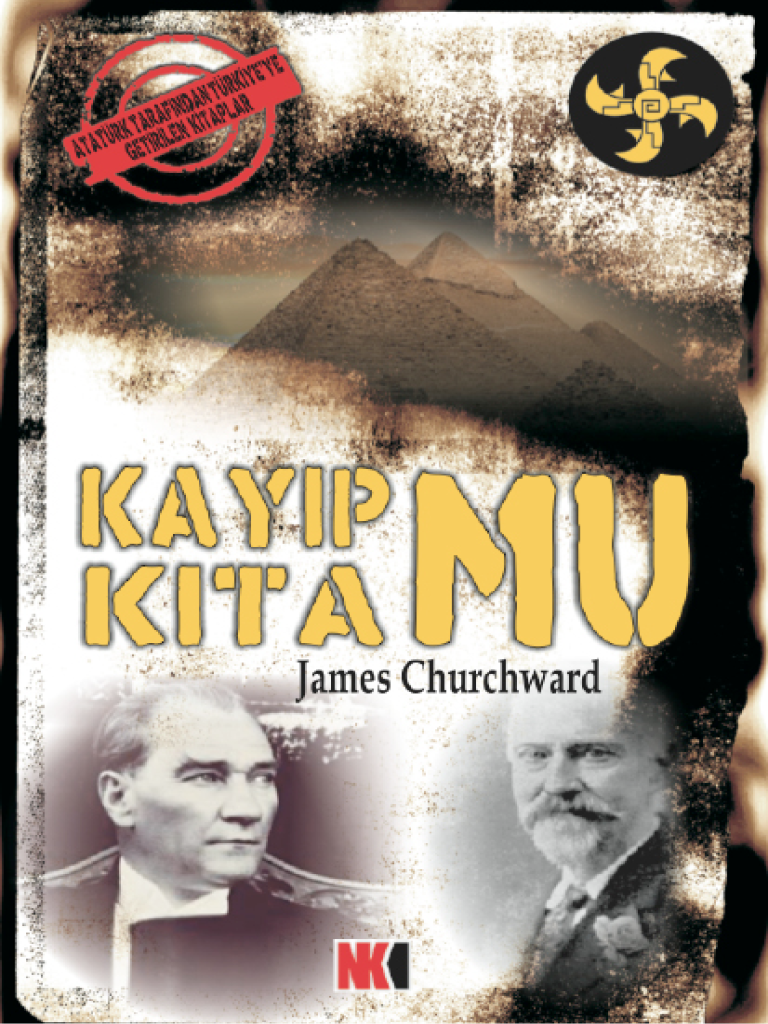 ATATÜRK TARAFINDAN TÜRKİYE'YE
GETİRİLEN KİTAPLAR
KAYIP
KITA MU
James Churchward
NK